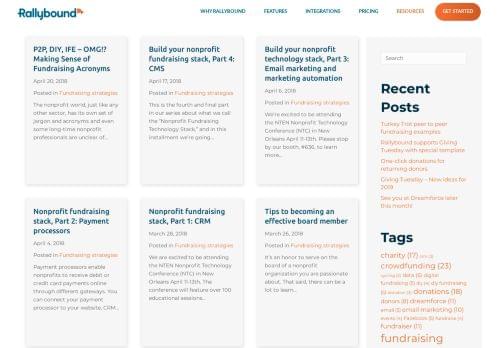 Rallybound
WHY RALLYBOUND
FEATURES
INTEGRATIONS
PRICING
RESOURCES
GET STARTED
P2P, DIY, IFE – OMG!?
Making Sense of
Fundraising Acronyms
April 20, 2018
Posted in Fundraising strategies
The nonprofit world, just like any
other sector, has its own set of
jargon and acronyms and even
some long-time nonprofit
professionals are unclear of...
Build your nonprofit
fundraising stack, Part 4:
CMS
April 17, 2018
Posted in Fundraising strategies
This is the fourth and final part
in our series about what we call
the "Nonprofit Fundraising
Technology Stack," and in this
installment we're going...
Build your nonprofit
technology stack, Part 3:
Email marketing and
marketing automation
April 6, 2018
Posted in Fundraising strategies
We're excited to be attending
the NTEN Nonprofit Technology
Conference (NTC) in New
Orleans April 11-13th. Please stop
by our booth, #636, to learn
more...
Nonprofit fundraising
stack, Part 2: Payment
processors
April 4, 2018
Posted in Fundraising strategies
Payment processors enable
nonprofits to receive debit or
credit card payments online
through different gateways. You
can connect your payment
processor to your website, CRM...
Nonprofit fundraising
stack, Part 1: CRM
March 28, 2018
Posted in Fundraising strategies
We are excited to be attending
the NTEN Nonprofit Technology
Conference (NTC) in New
Orleans April 11-13th. The
conference will feature over 100
educational sessions...
Tips to becoming an
effective board member
March 26, 2018
Posted in Fundraising strategies
It's an honor to serve on the
board of a nonprofit
organization you are passionate
about. That said, there can be a
lot to learn...
Search
Recent
Posts
Turkey Trot peer to peer
fundraising examples
Rallybound supports Giving
Tuesday with special template
One-click donations for
returning donors
Giving Tuesday – New ideas for
2019
See you at Dreamforce later
this month!
Tags
charity (17)
crowdfunding (23)
data (5) digital
fundraising (5) diy (4) diy fundraising
(5) donation (3) donations (18)
donors (8) dreamforce (11)
email (5) email marketing (10)
events (4) Facebook (5) fundraise (4)
fundraiser (11)
fundraising